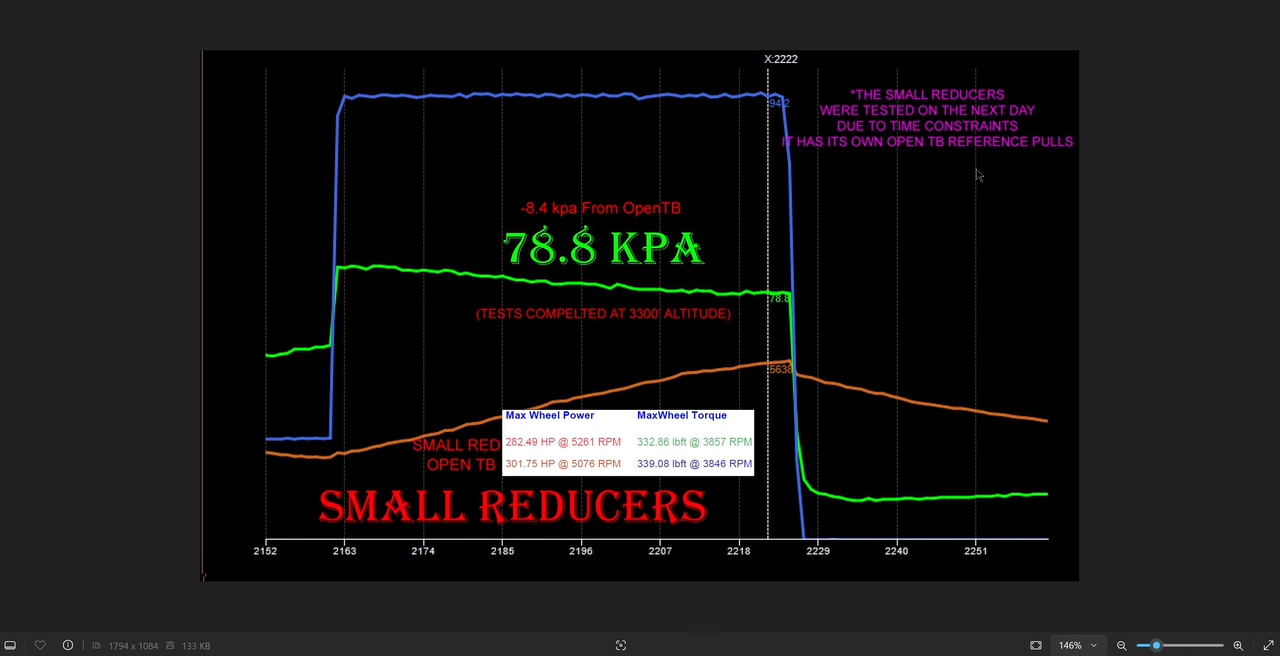 X:2222
94.2
*THE SMALL REDUCERS
WERE TESTED ON THE NEXT DAY
DUE TO TIME CONSTRAINTS
IT HAS ITS OWN OPEN TB REFERENCE PULLS
-8.4 kpa From OpenTB
78.8 KPA
78.8
(TESTS COMPELTED AT 3300' ALTITUDE)
5638
Max Wheel Power MaxWheel Torque
SMALL RED 282.49 HP @ 5261 RPM 332.86 lbft @ 3857 RPM
OPEN TB 301.75 HP @ 5076 RPM 339.08 lbft @ 3846 RPM
SMALL REDUCERS
2152 2163 2174 2185 2196 2207 2218 2229 2240 2251
1794 x 1084 133 KB 146%